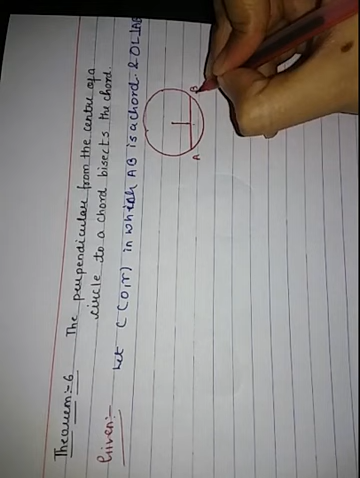 Theorem:-6 The perpendicular from the centre of a
circle to a chord bisects the chord.
Given:- Let C(O,r) in which AB is a chord. & OL⊥AB
A
B